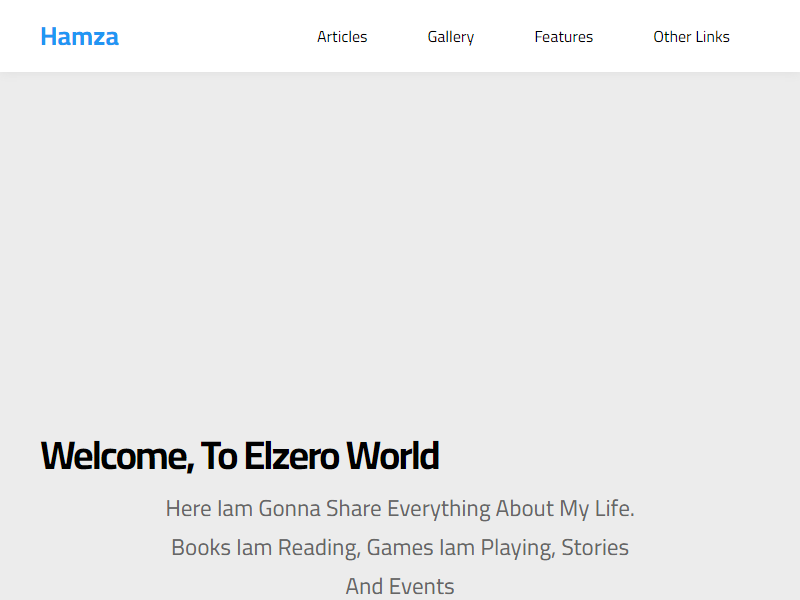 Hamza
Articles
Gallery
Features
Other Links
Welcome, To Elzero World
Here Iam Gonna Share Everything About My Life.
Books Iam Reading, Games Iam Playing, Stories
And Events